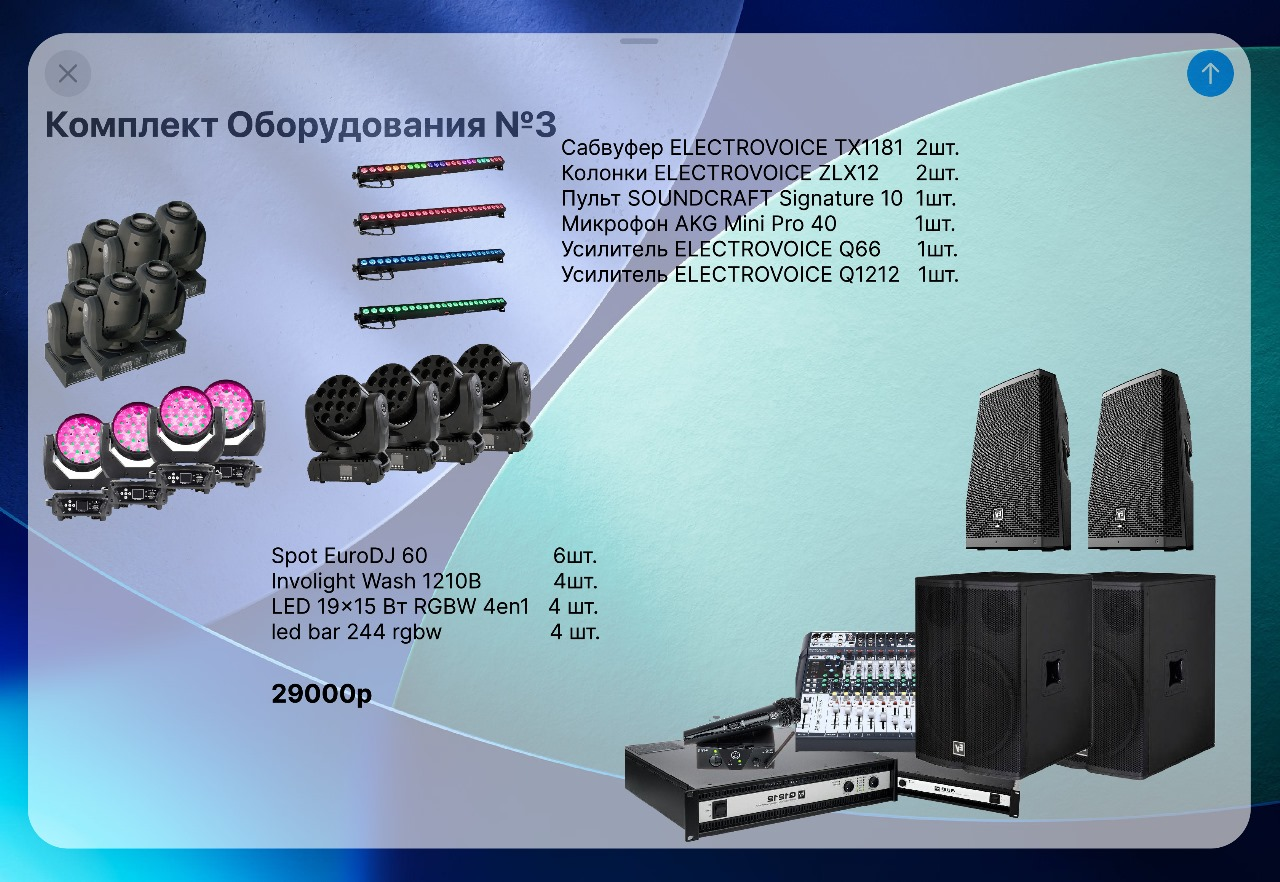 Комплект Оборудования №3
Сабвуфер ELECTROVOICE TX1181 2шт.
Колонки ELECTROVOICE ZLX12 2шт.
Пульт SOUNDCRAFT Signature 10 1шт.
Микрофон AKG Mini Pro 40 1шт.
Усилитель ELECTROVOICE Q66 1шт.
Усилитель ELECTROVOICE Q1212 1шт.
Spot EuroDJ 60 6шт.
Involight Wash 1210B 4шт.
LED 19×15 Вт RGBW 4en1 4 шт.
led bar 244 rgbw 4 шт.
29000р